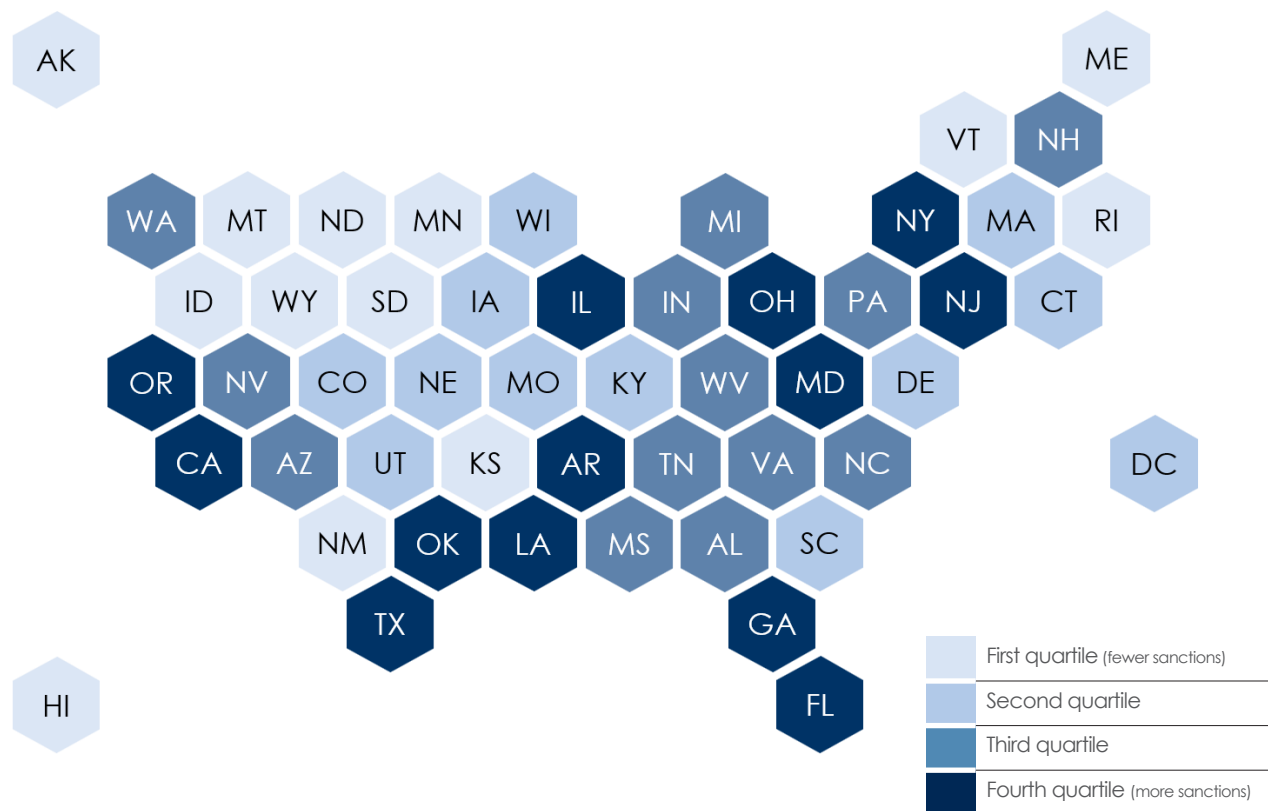 AK
ME
VT NH
WA MT ND MN WI MI NY MA RI
ID WY SD IA IL IN OH PA NJ CT
OR NV CO NE MO KY WV MD DE
CA AZ UT KS AR TN VA NC DC
NM OK LA MS AL SC
TX GA
HI FL
First quartile (fewer sanctions)
Second quartile
Third quartile
Fourth quartile (more sanctions)